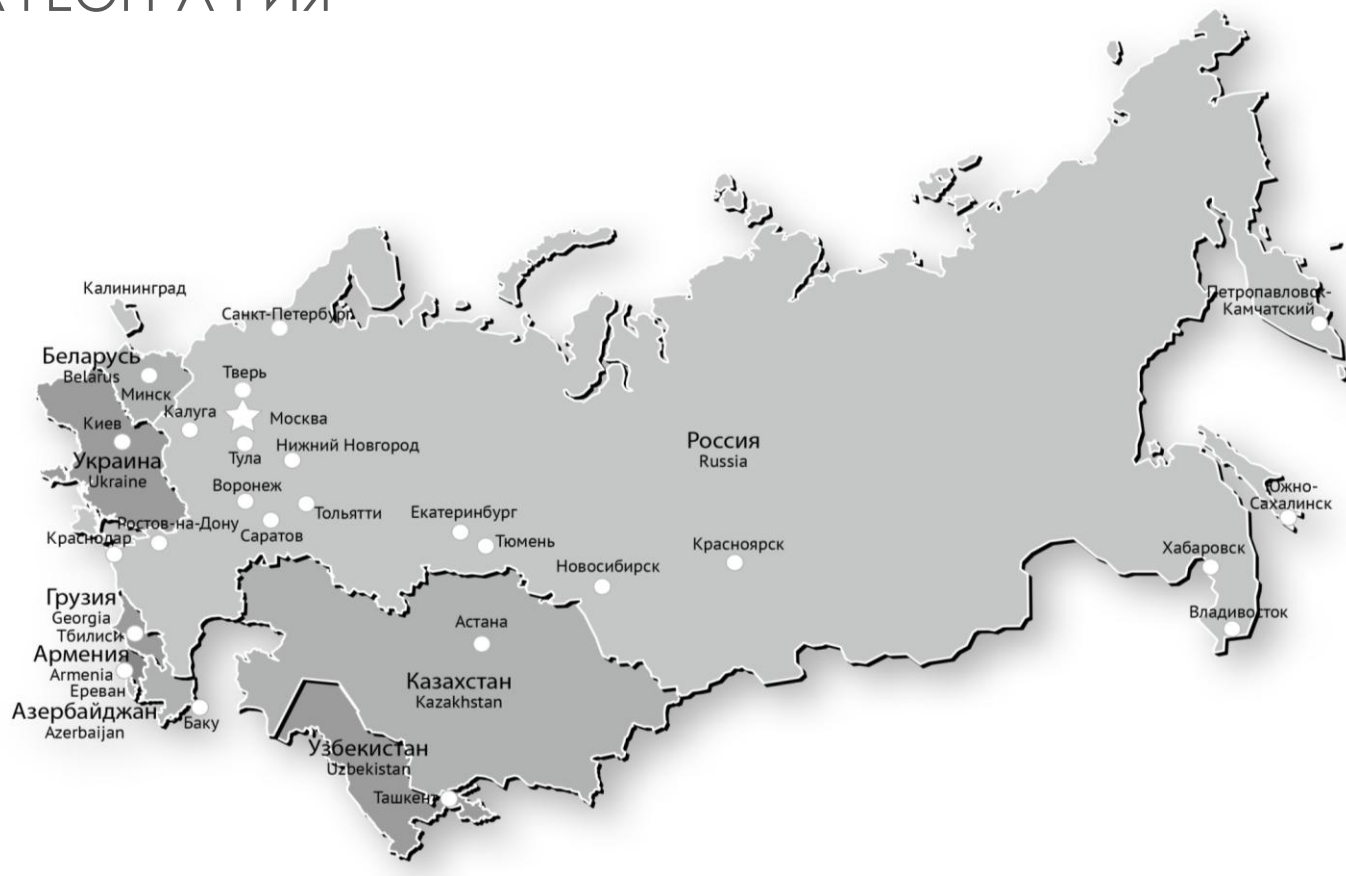 Калининград
Санкт-Петербург
Петропавловск-
Камчатский
Беларусь
Belarus
Минск
Тверь
Калуга
Москва
Киев
Нижний Новгород
Тула
Украина
Ukraine
Россия
Russia
Воронеж
Тольятти
Екатеринбург
Южно-
Сахалинск
Ростов-на-Дону
Саратов
Краснодар
Тюмень
Красноярск
Хабаровск
Новосибирск
Грузия
Georgia
Тбилиси
Астана
Владивосток
Армения
Armenia
Ереван
Казахстан
Kazakhstan
Азербайджан
Azerbaijan
Баку
Узбекистан
Uzbekistan
Ташкент